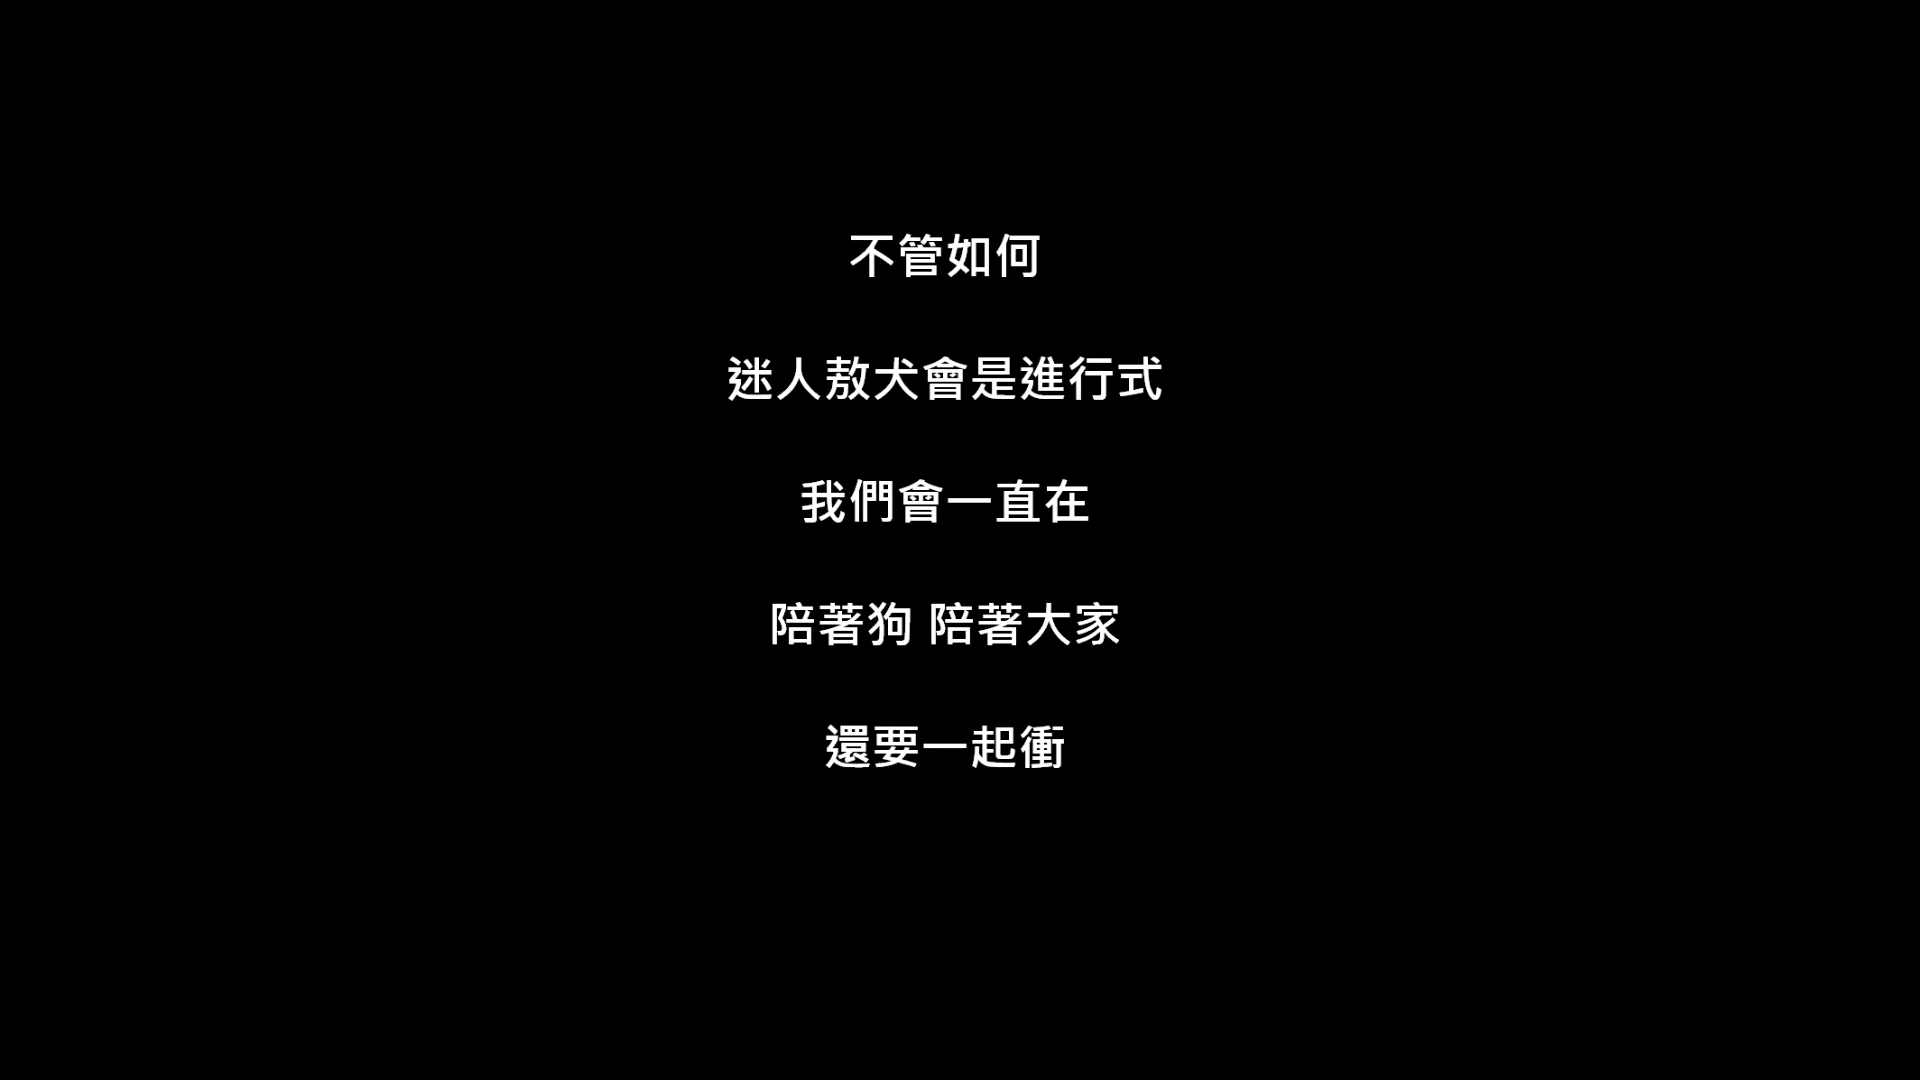 不管如何
迷人敖犬會是進行式
我們會一直在
陪著狗 陪著大家
還要一起衝